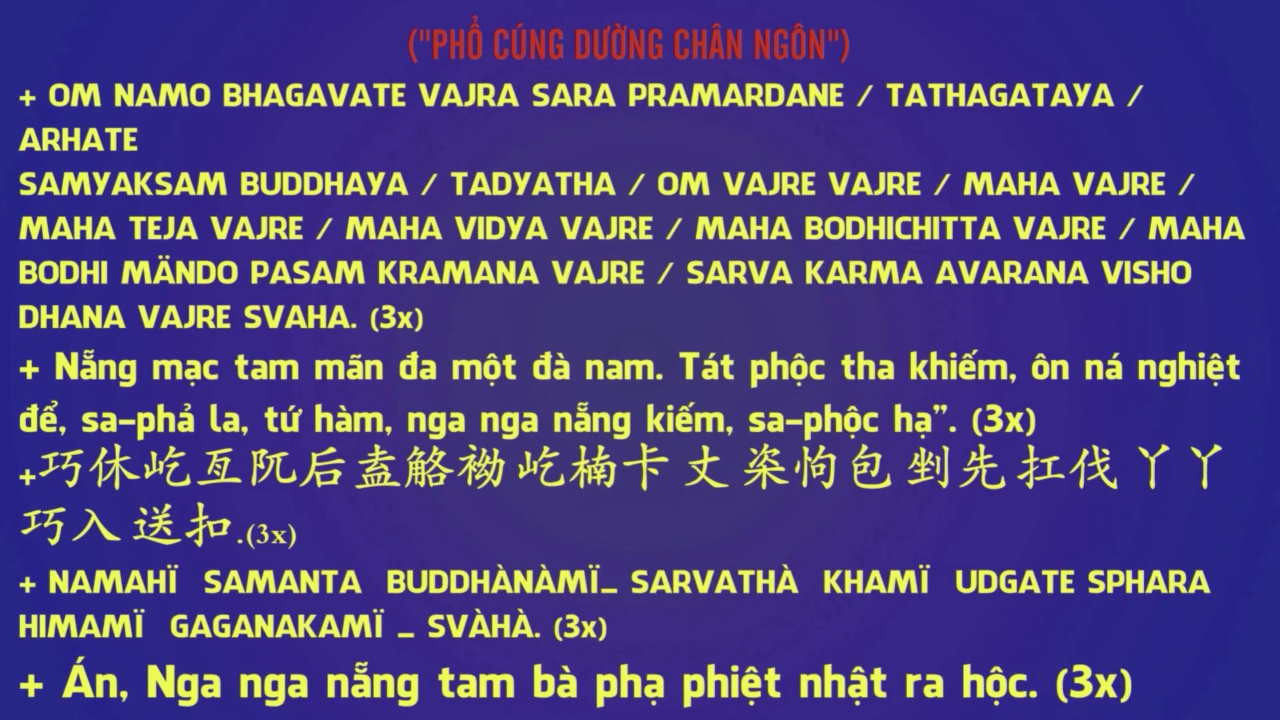 ("PHỔ CÚNG DƯỜNG CHÂN NGÔN")
+ OM NAMO BHAGAVATE VAJRA SARA PRAMARDANE / TATHAGATAYA /
ARHATE
SAMYAKSAM BUDDHAYA / TADYATHA / OM VAJRE VAJRE / MAHA VAJRE /
MAHA TEJA VAJRE / MAHA VIDYA VAJRE / MAHA BODHICHITTA VAJRE / MAHA
BODHI MÄNDO PASAM KRAMANA VAJRE / SARVA KARMA AVARANA VISHO
DHANA VAJRE SVAHA. (3x)
+ Nẵng mạc tam mãn đa một đà nam. Tát phộc tha khiếm, ôn ná nghiệt
để, sa-phả la, tứ hàm, nga nga nẵng kiếm, sa-phộc hạ”. (3x)
+巧休屹亙阢后盍觡袎屹楠卡丈 栥怐包 剉先扛伐丫丫
巧入送扣.(3x)
+ NAMAHÏ SAMANTA BUDDHÀNÀMÏ_ SARVATHÀ KHAMÏ UDGATE SPHARA
HIMAMÏ GAGANAKAMÏ _ SVÀHÀ. (3x)
+ Án, Nga nga nẵng tam bà phạ phiệt nhật ra hộc. (3x)